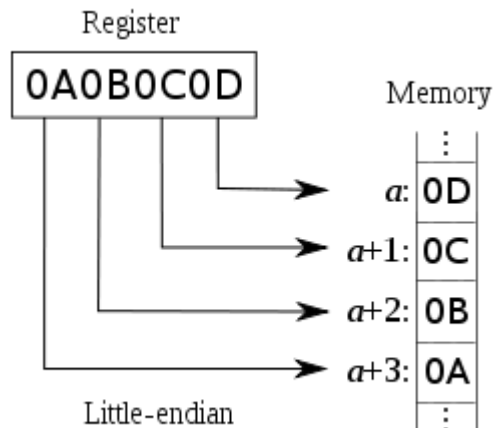 Register
0A0B0C0D
Memory
⋮
a: 0D
a+1: 0C
a+2: 0B
a+3: 0A
⋮
Little-endian